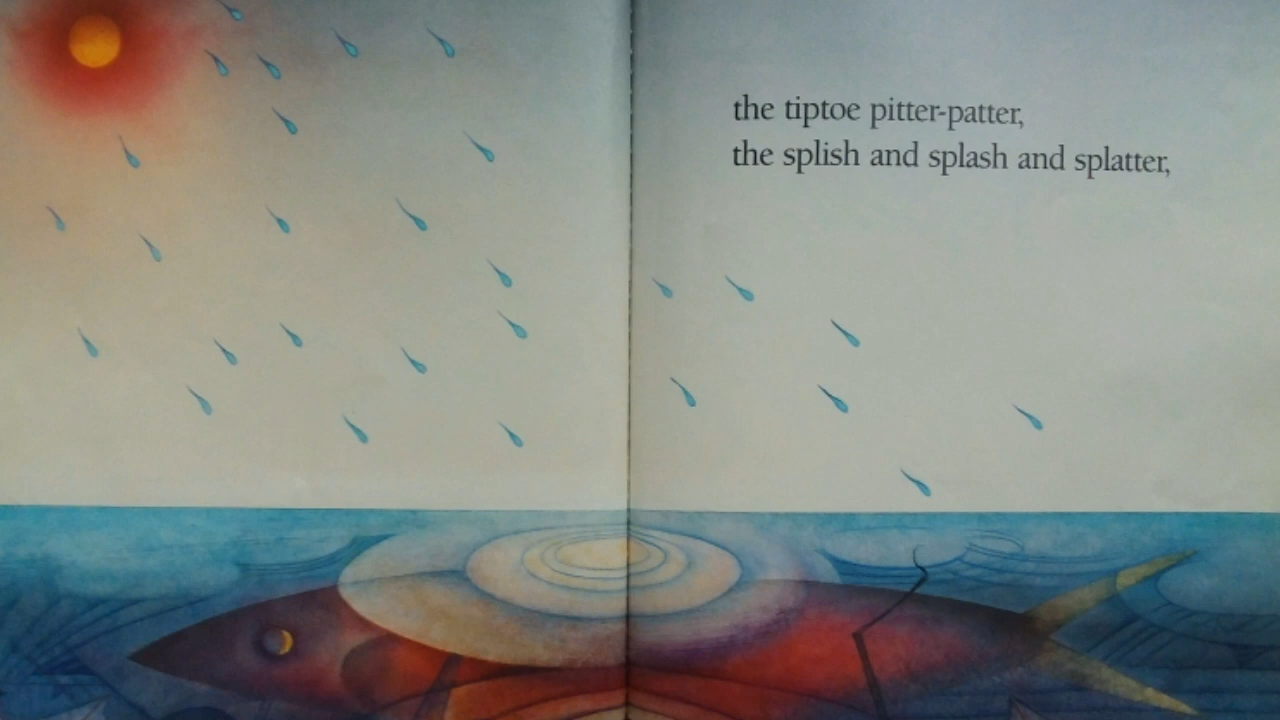 the tiptoe pitter-patter,
the splish and splash and splatter,